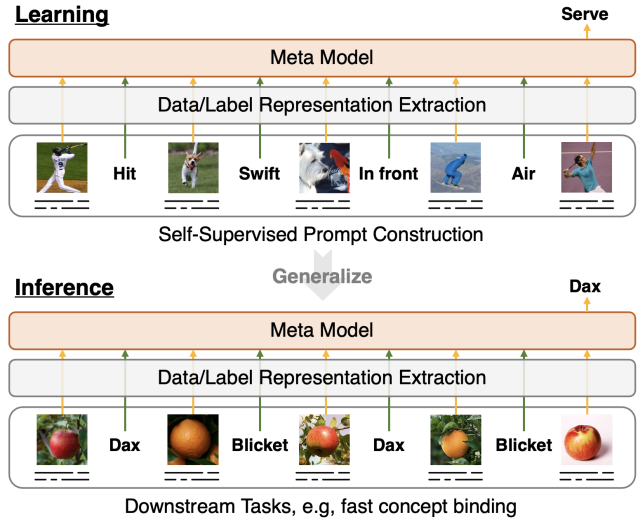 Learning
Serve
Meta Model
Data/Label Representation Extraction
Hit Swift In front Air
Self-Supervised Prompt Construction
Generalize
Inference
Dax
Meta Model
Data/Label Representation Extraction
Dax Blicket Dax Blicket
Downstream Tasks, e.g, fast concept binding